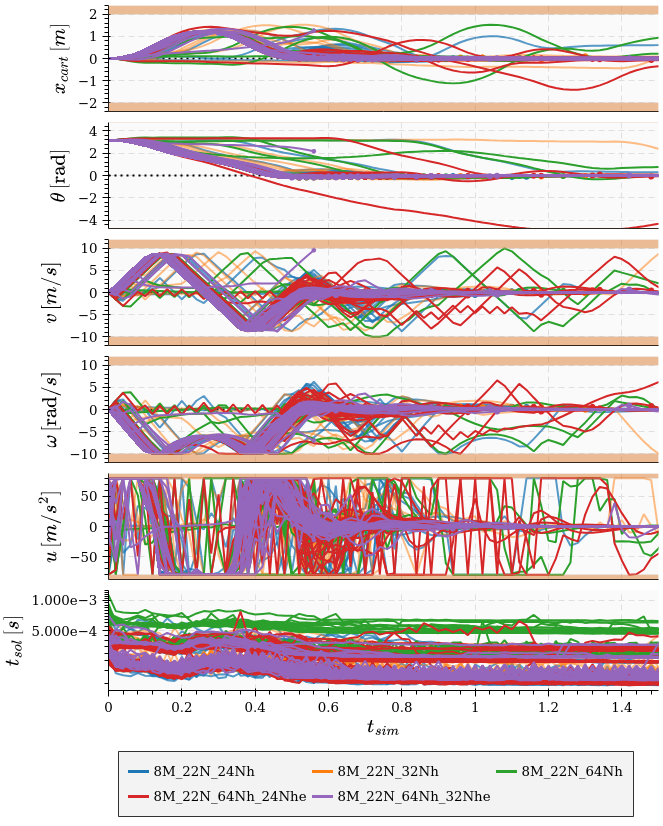 2
1
0
−1
−2
x_cart [m]
4
2
0
−2
−4
θ [rad]
10
5
0
−5
−10
v [m/s]
10
5
0
−5
−10
ω [rad/s]
50
0
−50
u [m/s²]
1.000e−3
5.000e−4
t_sol [s]
0 0.2 0.4 0.6 0.8 1 1.2 1.4
t_sim
8M_22N_24Nh 8M_22N_32Nh 8M_22N_64Nh
8M_22N_64Nh_24Nhe 8M_22N_64Nh_32Nhe